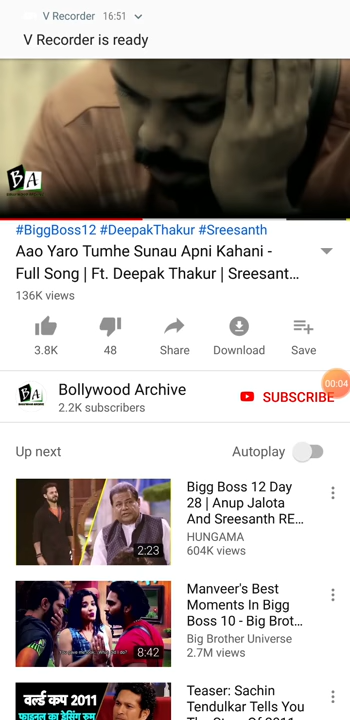 V Recorder 16:51
V Recorder is ready
BA
#BiggBoss12 #DeepakThakur #Sreesanth
Aao Yaro Tumhe Sunau Apni Kahani -
Full Song | Ft. Deepak Thakur | Sreesant...
136K views
3.8K 48 Share Download Save
Bollywood Archive
2.2K subscribers
SUBSCRIBE
00:04
Up next
Autoplay
Bigg Boss 12 Day
28 | Anup Jalota
And Sreesanth RE...
HUNGAMA
604K views
2:23
Manveer's Best
Moments In Bigg
Boss 10 - Big Brot...
Big Brother Universe
2.7M views
8:42
वर्ल्ड कप 2011
फाइनल का ड्रेसिंग रूम
Teaser: Sachin
Tendulkar Tells You